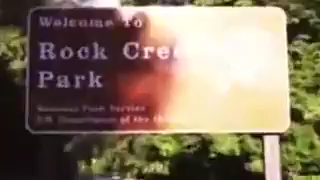 Welcome To
Rock Cree
Park
National Park Service
U.S. Department of the